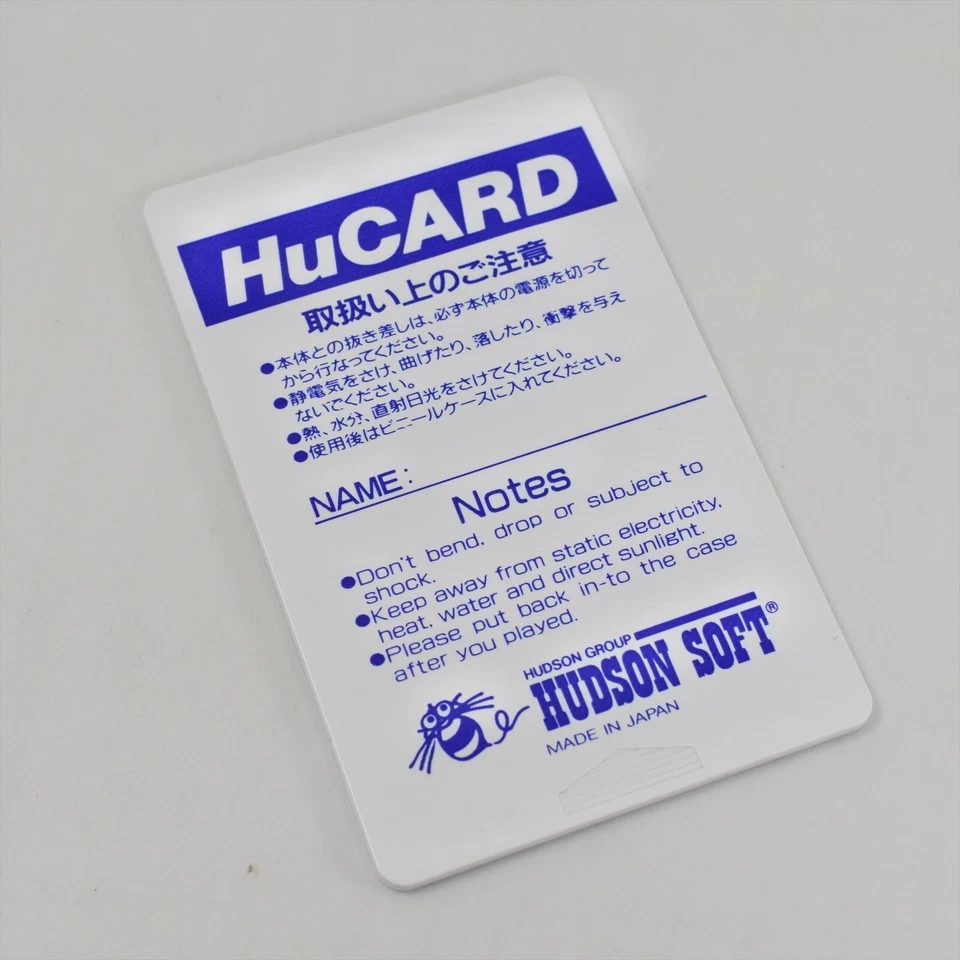 HuCARD
取扱い上のご注意
●本体との抜き差しは、必ず本体の電源を切って
から行なってください。
●静電気をさけ、曲げたり、落したり、衝撃を与え
ないでください。
●熱、水分、直射日光をさけてください。
●使用後はビニールケースに入れてください。
NAME:
Notes
●Don't bend, drop or subject to
shock.
●Keep away from static electricity,
heat, water and direct sunlight.
●Please put back in-to the case
after you played.
HUDSON GROUP
HUDSON SOFT®
MADE IN JAPAN